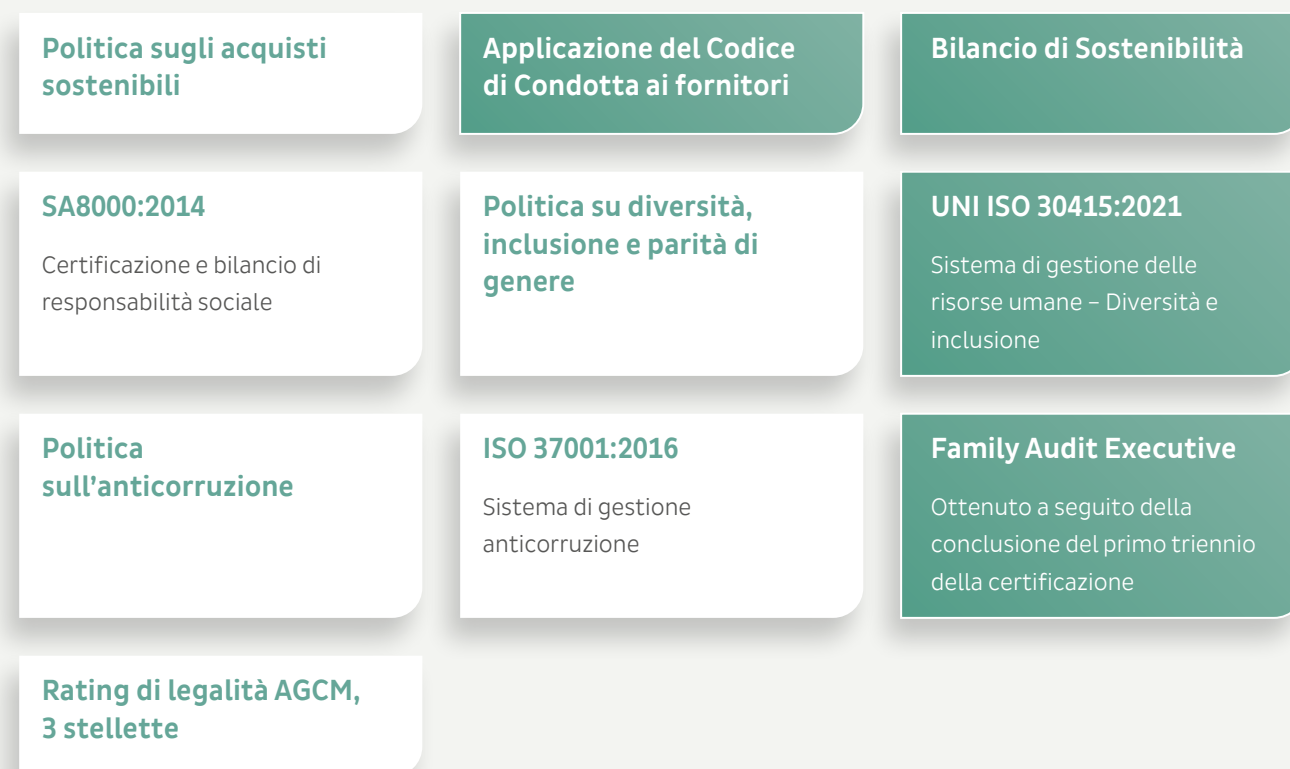 Politica sugli acquisti
sostenibili
Applicazione del Codice
di Condotta ai fornitori
Bilancio di Sostenibilità
SA8000:2014
Certificazione e bilancio di
responsabilità sociale
Politica su diversità,
inclusione e parità di
genere
UNI ISO 30415:2021
Sistema di gestione delle
risorse umane – Diversità e
inclusione
Politica
sull’anticorruzione
ISO 37001:2016
Sistema di gestione
anticorruzione
Family Audit Executive
Ottenuto a seguito della
conclusione del primo triennio
della certificazione
Rating di legalità AGCM,
3 stellette